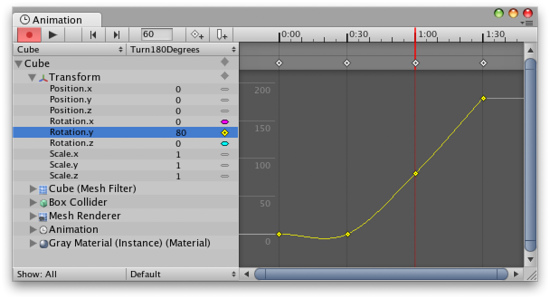 Animation
60
0:00 0:30 1:00 1:30
Cube Turn180Degrees
Cube
Transform
Position.x 0
Position.y 0
Position.z 0
Rotation.x 0
Rotation.y 80
Rotation.z 0
Scale.x 1
Scale.y 1
Scale.z 1
Cube (Mesh Filter)
Box Collider
Mesh Renderer
Animation
Gray Material (Instance) (Material)
200
150
100
50
0
Show: All Default